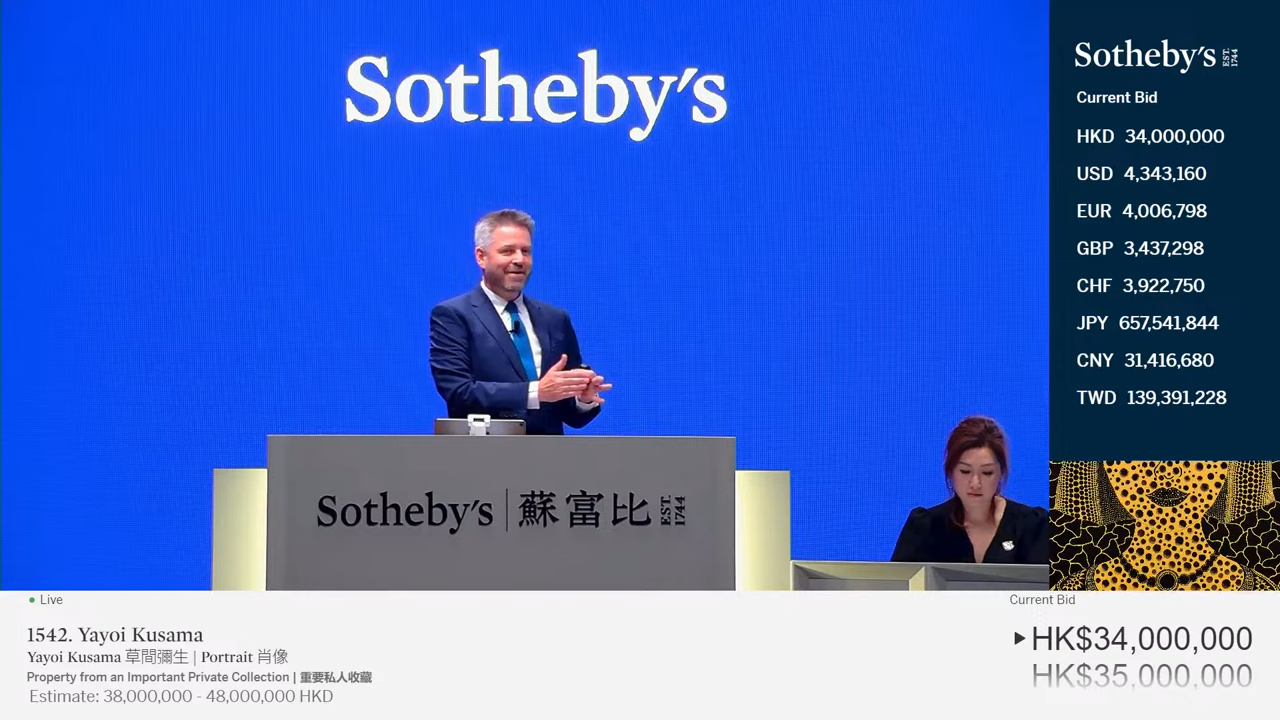 Sotheby's
Sotheby's EST. 1744
Current Bid
HKD 34,000,000
USD 4,343,160
EUR 4,006,798
GBP 3,437,298
CHF 3,922,750
JPY 657,541,844
CNY 31,416,680
TWD 139,391,228
Sotheby's | 蘇富比 EST. 1744
Live
Current Bid
1542. Yayoi Kusama
HK$34,000,000
Yayoi Kusama 草間彌生 | Portrait 肖像
HK$35,000,000
Property from an Important Private Collection | 重要私人收藏
Estimate: 38,000,000 - 48,000,000 HKD